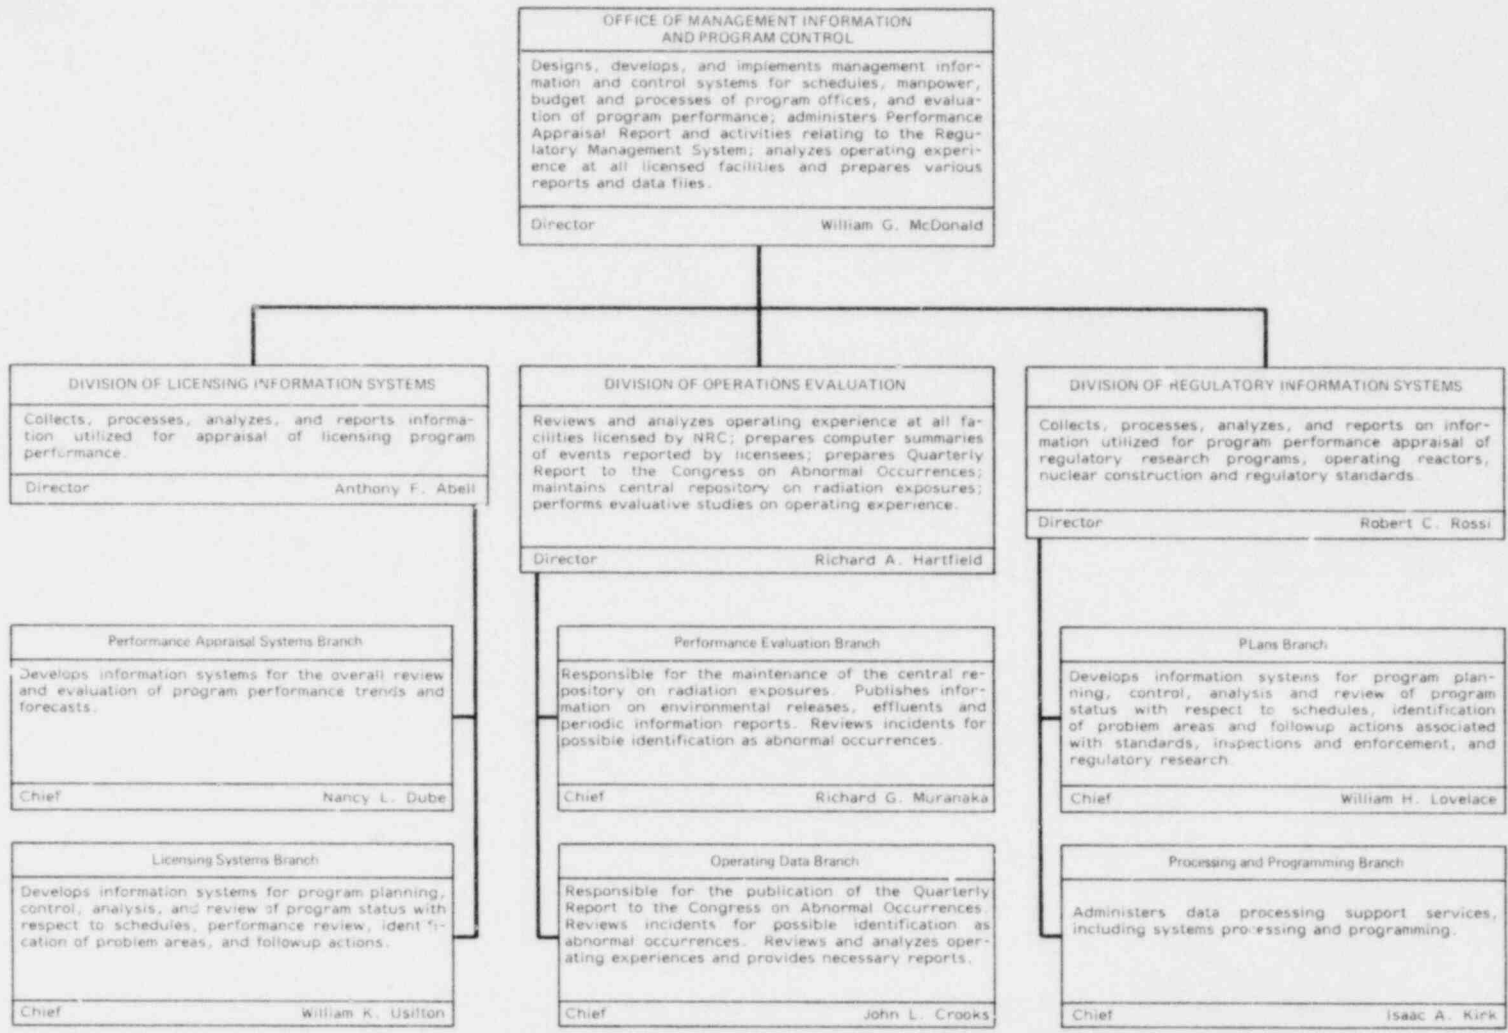 OFFICE OF MANAGEMENT INFORMATION
AND PROGRAM CONTROL
Designs, develops, and implements management infor-
mation and control systems for schedules, manpower,
budget and processes of program offices, and evalua-
tion of program performance; administers Performance
Appraisal Report and activities relating to the Regu-
latory Management System; analyzes operating experi-
ence at all licensed facilities and prepares various
reports and data files.
Director William G. McDonald
DIVISION OF LICENSING INFORMATION SYSTEMS
Collects, processes, analyzes, and reports informa-
tion utilized for appraisal of licensing program
performance.
Director Anthony F. Abell
DIVISION OF OPERATIONS EVALUATION
Reviews and analyzes operating experience at all fa-
cilities licensed by NRC; prepares computer summaries
of events reported by licensees; prepares Quarterly
Report to the Congress on Abnormal Occurrences;
maintains central repository on radiation exposures;
performs evaluative studies on operating experience.
Director Richard A. Hartfield
DIVISION OF REGULATORY INFORMATION SYSTEMS
Collects, processes, analyzes, and reports on infor-
mation utilized for program performance appraisal of
regulatory research programs, operating reactors,
nuclear construction and regulatory standards.
Director Robert C. Rossi
Performance Appraisal Systems Branch
Develops information systems for the overall review
and evaluation of program performance trends and
forecasts.
Chief Nancy L. Dube
Performance Evaluation Branch
Responsible for the maintenance of the central re-
pository on radiation exposures. Publishes infor-
mation on environmental releases, effluents and
periodic information reports. Reviews incidents for
possible identification as abnormal occurrences.
Chief Richard G. Muranaka
PLans Branch
Develops information systems for program plan-
ning, control, analysis and review of program
status with respect to schedules, identification
of problem areas and followup actions associated
with standards, inspections and enforcement, and
regulatory research.
Chief William H. Lovelace
Licensing Systems Branch
Develops information systems for program planning,
control, analysis, and review of program status with
respect to schedules, performance review, identifi-
cation of problem areas, and followup actions.
Chief William K. Usilton
Operating Data Branch
Responsible for the publication of the Quarterly
Report to the Congress on Abnormal Occurrences.
Reviews incidents for possible identification as
abnormal occurrences. Reviews and analyzes oper-
ating experiences and provides necessary reports.
Chief John L. Crooks
Processing and Programming Branch
Administers data processing support services,
including systems processing and programming.
Chief Isaac A. Kirk